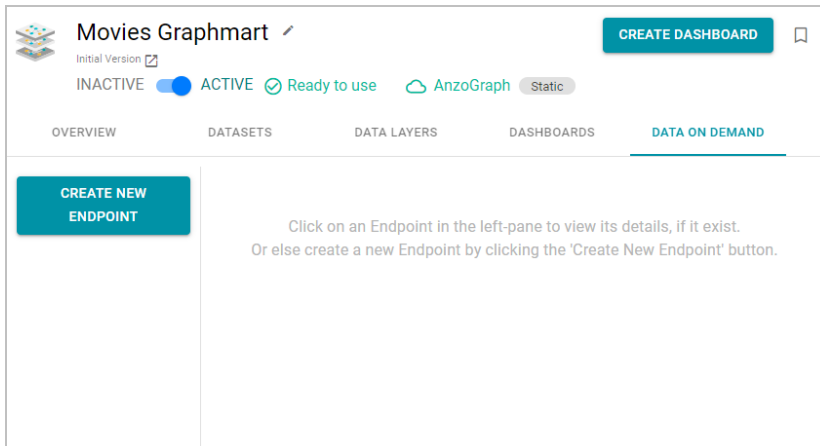 Movies Graphmart
CREATE DASHBOARD
Initial Version
INACTIVE ACTIVE Ready to use AnzoGraph Static
OVERVIEW DATASETS DATA LAYERS DASHBOARDS DATA ON DEMAND
CREATE NEW
ENDPOINT
Click on an Endpoint in the left-pane to view its details, if it exist.
Or else create a new Endpoint by clicking the 'Create New Endpoint' button.